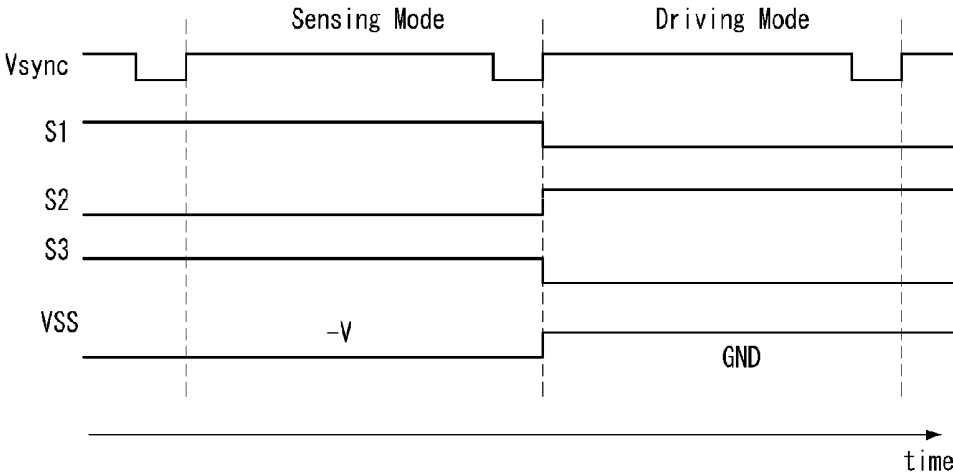 Sensing Mode
Driving Mode
Vsync
S1
S2
S3
VSS
-V
GND
time